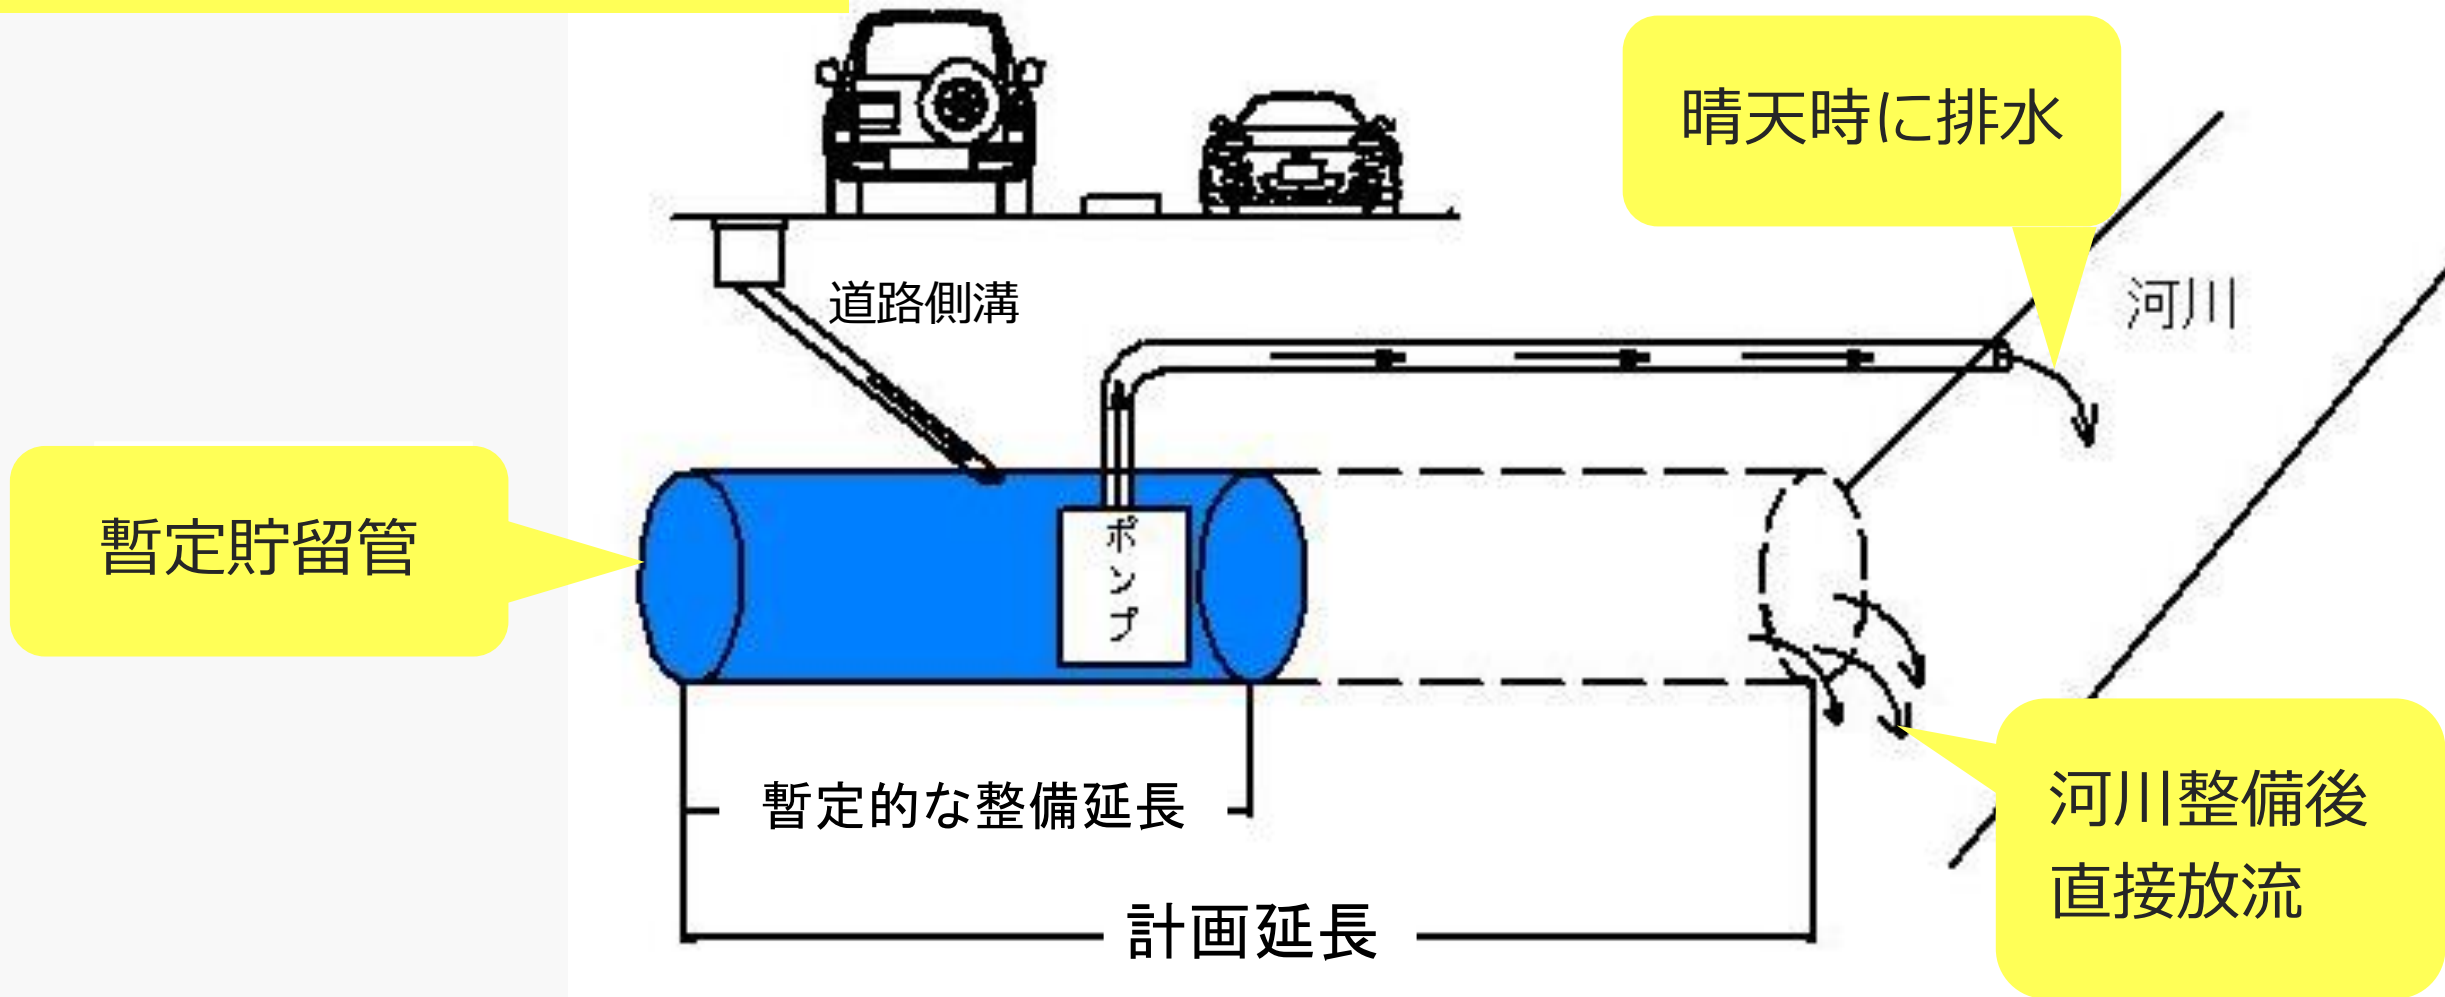 晴天時に排水
道路側溝
河川
暫定貯留管
ポンプ
暫定的な整備延長
河川整備後
直接放流
計画延長